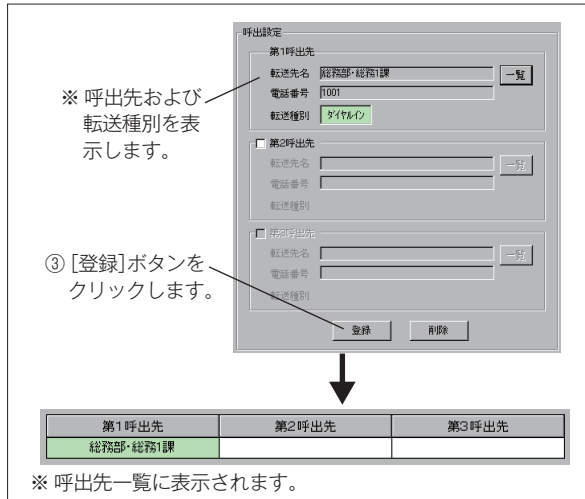 呼出設定
第1呼出先
転送先名 総務部・総務1課 一覧
電話番号 1001
転送種別 ダイヤルイン
※ 呼出先および
転送種別を表
示します。
第2呼出先
転送先名 一覧
電話番号
転送種別
第3呼出先
転送先名 一覧
電話番号
転送種別
③ [登録]ボタンを
クリックします。
登録 削除
第1呼出先 第2呼出先 第3呼出先
総務部・総務1課
※ 呼出先一覧に表示されます。